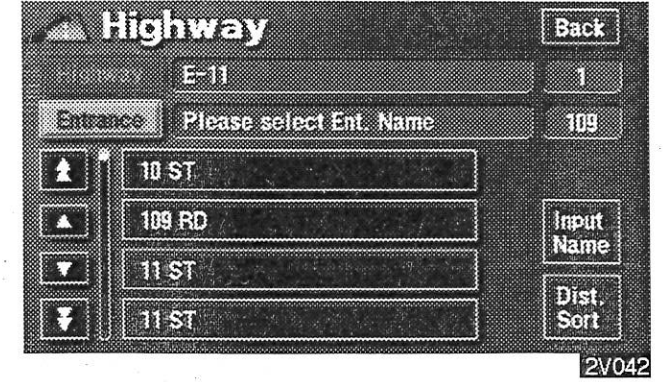 Highway Back
Highway E-11 1
Entrance Please select Ent. Name 109
10 ST
109 RD
11 ST
11 ST
Input
Name
Dist.
Sort
2V042